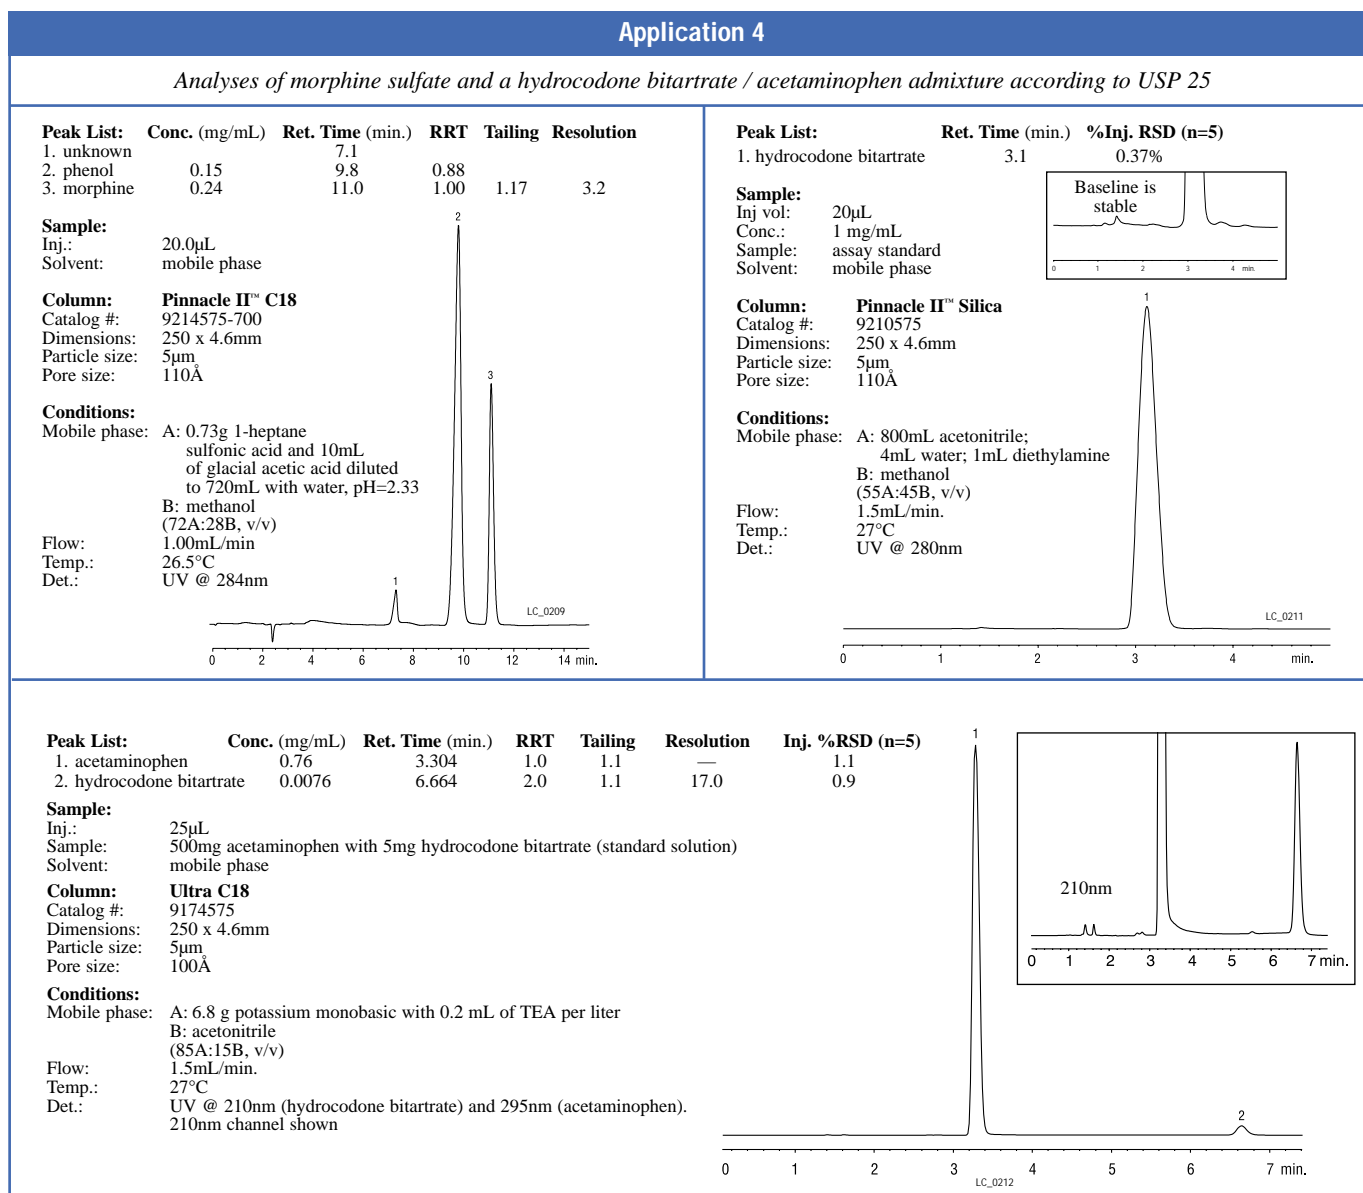 Application 4
Analyses of morphine sulfate and a hydrocodone bitartrate / acetaminophen admixture according to USP 25
Peak List: Conc. (mg/mL) Ret. Time (min.) RRT Tailing Resolution
1. unknown 7.1
2. phenol 0.15 9.8 0.88
3. morphine 0.24 11.0 1.00 1.17 3.2
Sample:
Inj.: 20.0µL
Solvent: mobile phase
Column: Pinnacle II™ C18
Catalog #: 9214575-700
Dimensions: 250 x 4.6mm
Particle size: 5µm
Pore size: 110Å
Conditions:
Mobile phase: A: 0.73g 1-heptane
sulfonic acid and 10mL
of glacial acetic acid diluted
to 720mL with water, pH=2.33
B: methanol
(72A:28B, v/v)
Flow: 1.00mL/min
Temp.: 26.5°C
Det.: UV @ 284nm
2
3
1
LC_0209
0 2 4 6 8 10 12 14 min.
Peak List: Ret. Time (min.) %Inj. RSD (n=5)
1. hydrocodone bitartrate 3.1 0.37%
Sample:
Inj vol: 20µL
Conc.: 1 mg/mL
Sample: assay standard
Solvent: mobile phase
Baseline is
stable
0 1 2 3 4 min.
Column: Pinnacle II™ Silica
Catalog #: 9210575
Dimensions: 250 x 4.6mm
Particle size: 5µm
Pore size: 110Å
Conditions:
Mobile phase: A: 800mL acetonitrile;
4mL water; 1mL diethylamine
B: methanol
(55A:45B, v/v)
Flow: 1.5mL/min.
Temp.: 27°C
Det.: UV @ 280nm
1
LC_0211
0 1 2 3 4 min.
Peak List: Conc. (mg/mL) Ret. Time (min.) RRT Tailing Resolution Inj. %RSD (n=5)
1. acetaminophen 0.76 3.304 1.0 1.1 — 1.1
2. hydrocodone bitartrate 0.0076 6.664 2.0 1.1 17.0 0.9
Sample:
Inj.: 25µL
Sample: 500mg acetaminophen with 5mg hydrocodone bitartrate (standard solution)
Solvent: mobile phase
Column: Ultra C18
Catalog #: 9174575
Dimensions: 250 x 4.6mm
Particle size: 5µm
Pore size: 100Å
Conditions:
Mobile phase: A: 6.8 g potassium monobasic with 0.2 mL of TEA per liter
B: acetonitrile
(85A:15B, v/v)
Flow: 1.5mL/min.
Temp.: 27°C
Det.: UV @ 210nm (hydrocodone bitartrate) and 295nm (acetaminophen).
210nm channel shown
1
210nm
0 1 2 3 4 5 6 7 min.
2
0 1 2 3 4 5 6 7 min.
LC_0212